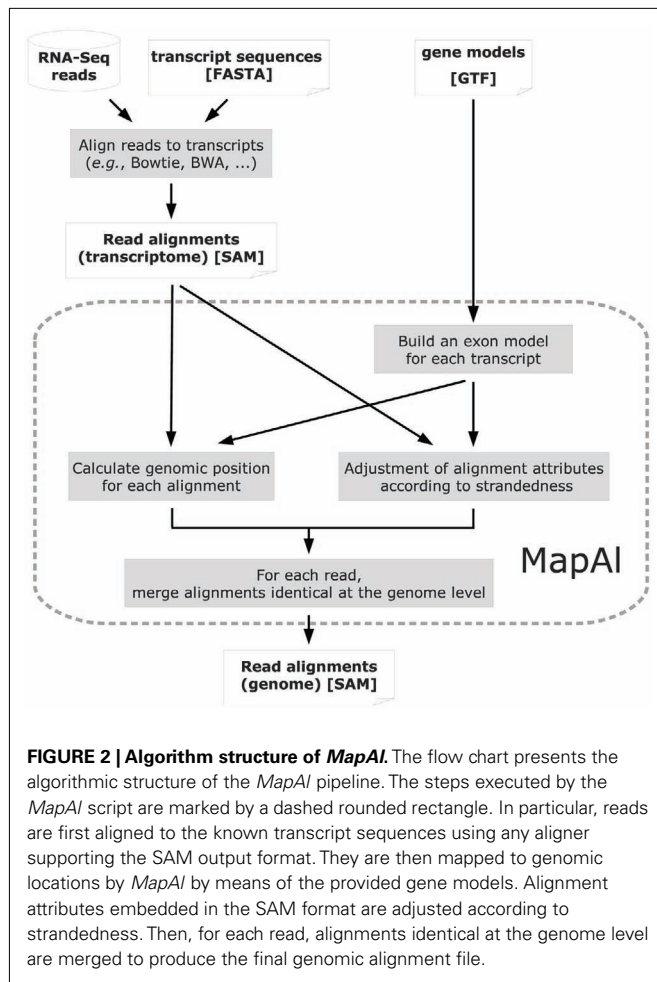 RNA-Seq
reads
transcript sequences
[FASTA]
gene models
[GTF]
Align reads to transcripts
(e.g., Bowtie, BWA, ...)
Read alignments
(transcriptome) [SAM]
Build an exon model
for each transcript
Calculate genomic position
for each alignment
Adjustment of alignment attributes
according to strandedness
MapAl
For each read,
merge alignments identical at the genome level
Read alignments
(genome) [SAM]
FIGURE 2 | Algorithm structure of MapAl. The flow chart presents the
algorithmic structure of the MapAl pipeline. The steps executed by the
MapAl script are marked by a dashed rounded rectangle. In particular, reads
are first aligned to the known transcript sequences using any aligner
supporting the SAM output format. They are then mapped to genomic
locations by MapAl by means of the provided gene models. Alignment
attributes embedded in the SAM format are adjusted according to
strandedness. Then, for each read, alignments identical at the genome level
are merged to produce the final genomic alignment file.